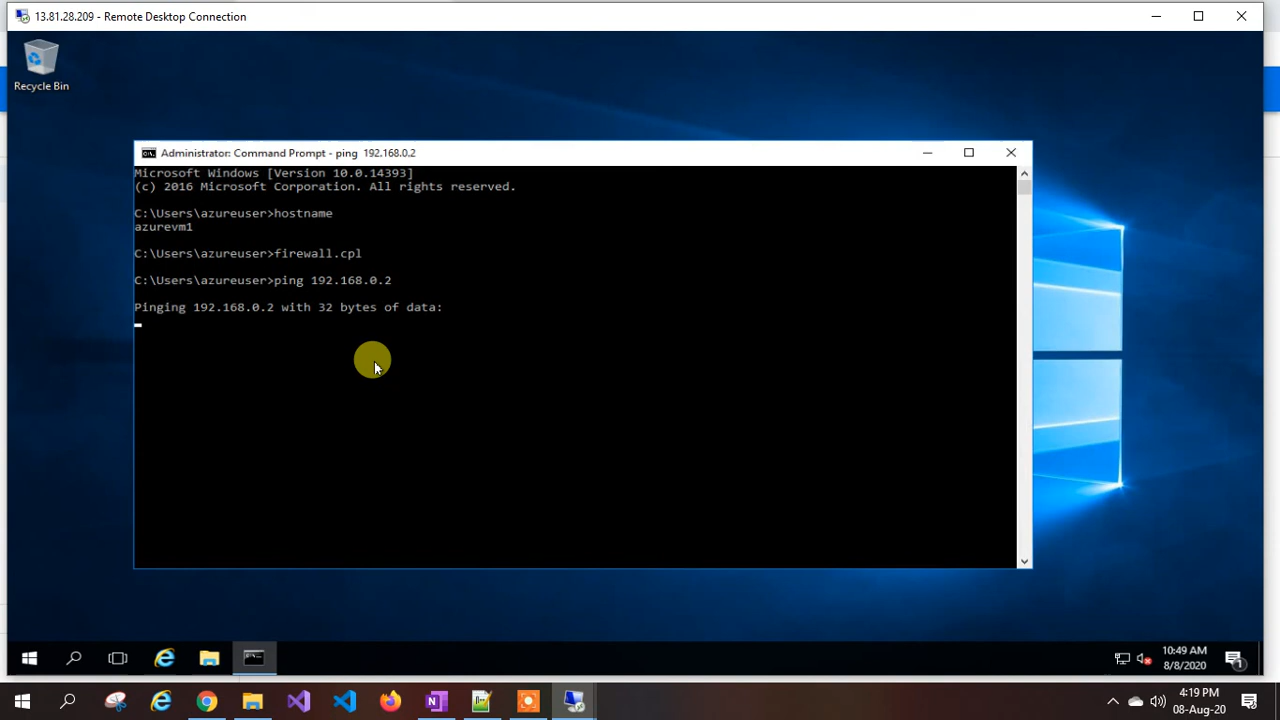 13.81.28.209 - Remote Desktop Connection
Recycle Bin
Administrator: Command Prompt - ping  192.168.0.2
Microsoft Windows [Version 10.0.14393]
(c) 2016 Microsoft Corporation. All rights reserved.
C:\Users\azureuser>hostname
azurevm1
C:\Users\azureuser>firewall.cpl
C:\Users\azureuser>ping 192.168.0.2
Pinging 192.168.0.2 with 32 bytes of data:
10:49 AM
8/8/2020
1
4:19 PM
08-Aug-20